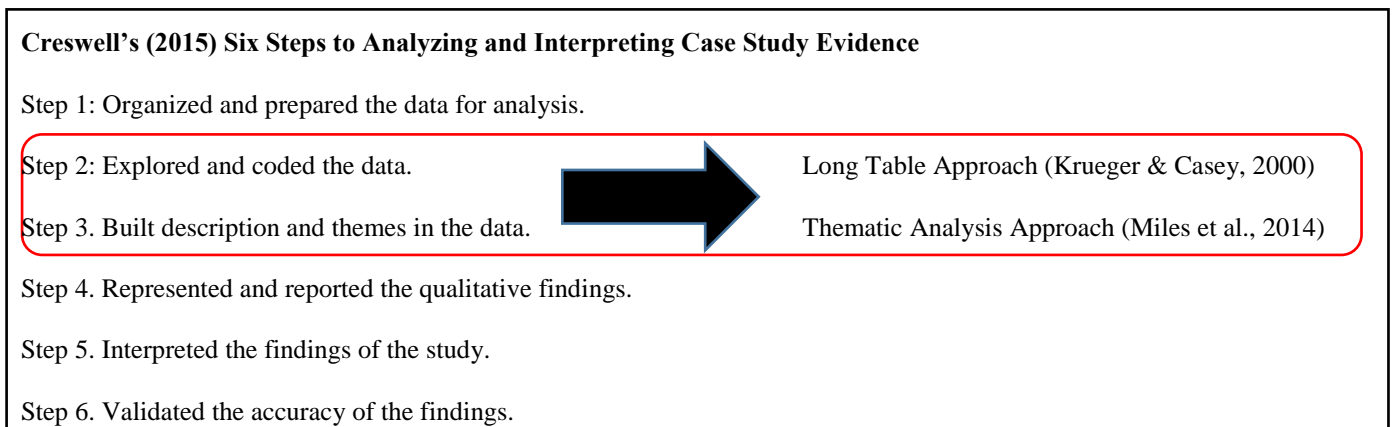 Creswell’s (2015) Six Steps to Analyzing and Interpreting Case Study Evidence
Step 1: Organized and prepared the data for analysis.
Step 2: Explored and coded the data. Long Table Approach (Krueger & Casey, 2000)
Step 3. Built description and themes in the data. Thematic Analysis Approach (Miles et al., 2014)
Step 4. Represented and reported the qualitative findings.
Step 5. Interpreted the findings of the study.
Step 6. Validated the accuracy of the findings.